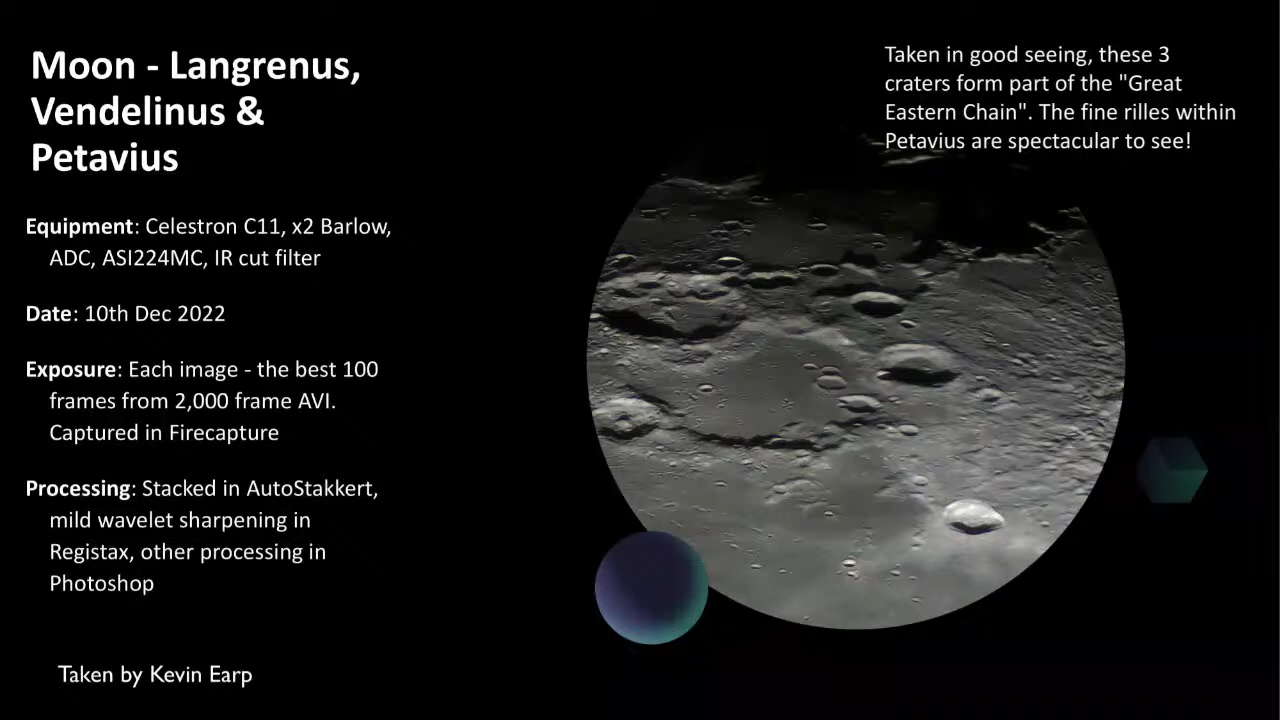 Moon - Langrenus,
Vendelinus &
Petavius
Equipment: Celestron C11, x2 Barlow,
ADC, ASI224MC, IR cut filter
Date: 10th Dec 2022
Exposure: Each image - the best 100
frames from 2,000 frame AVI.
Captured in Firecapture
Processing: Stacked in AutoStakkert,
mild wavelet sharpening in
Registax, other processing in
Photoshop
Taken by Kevin Earp
Taken in good seeing, these 3
craters form part of the "Great
Eastern Chain". The fine rilles within
Petavius are spectacular to see!